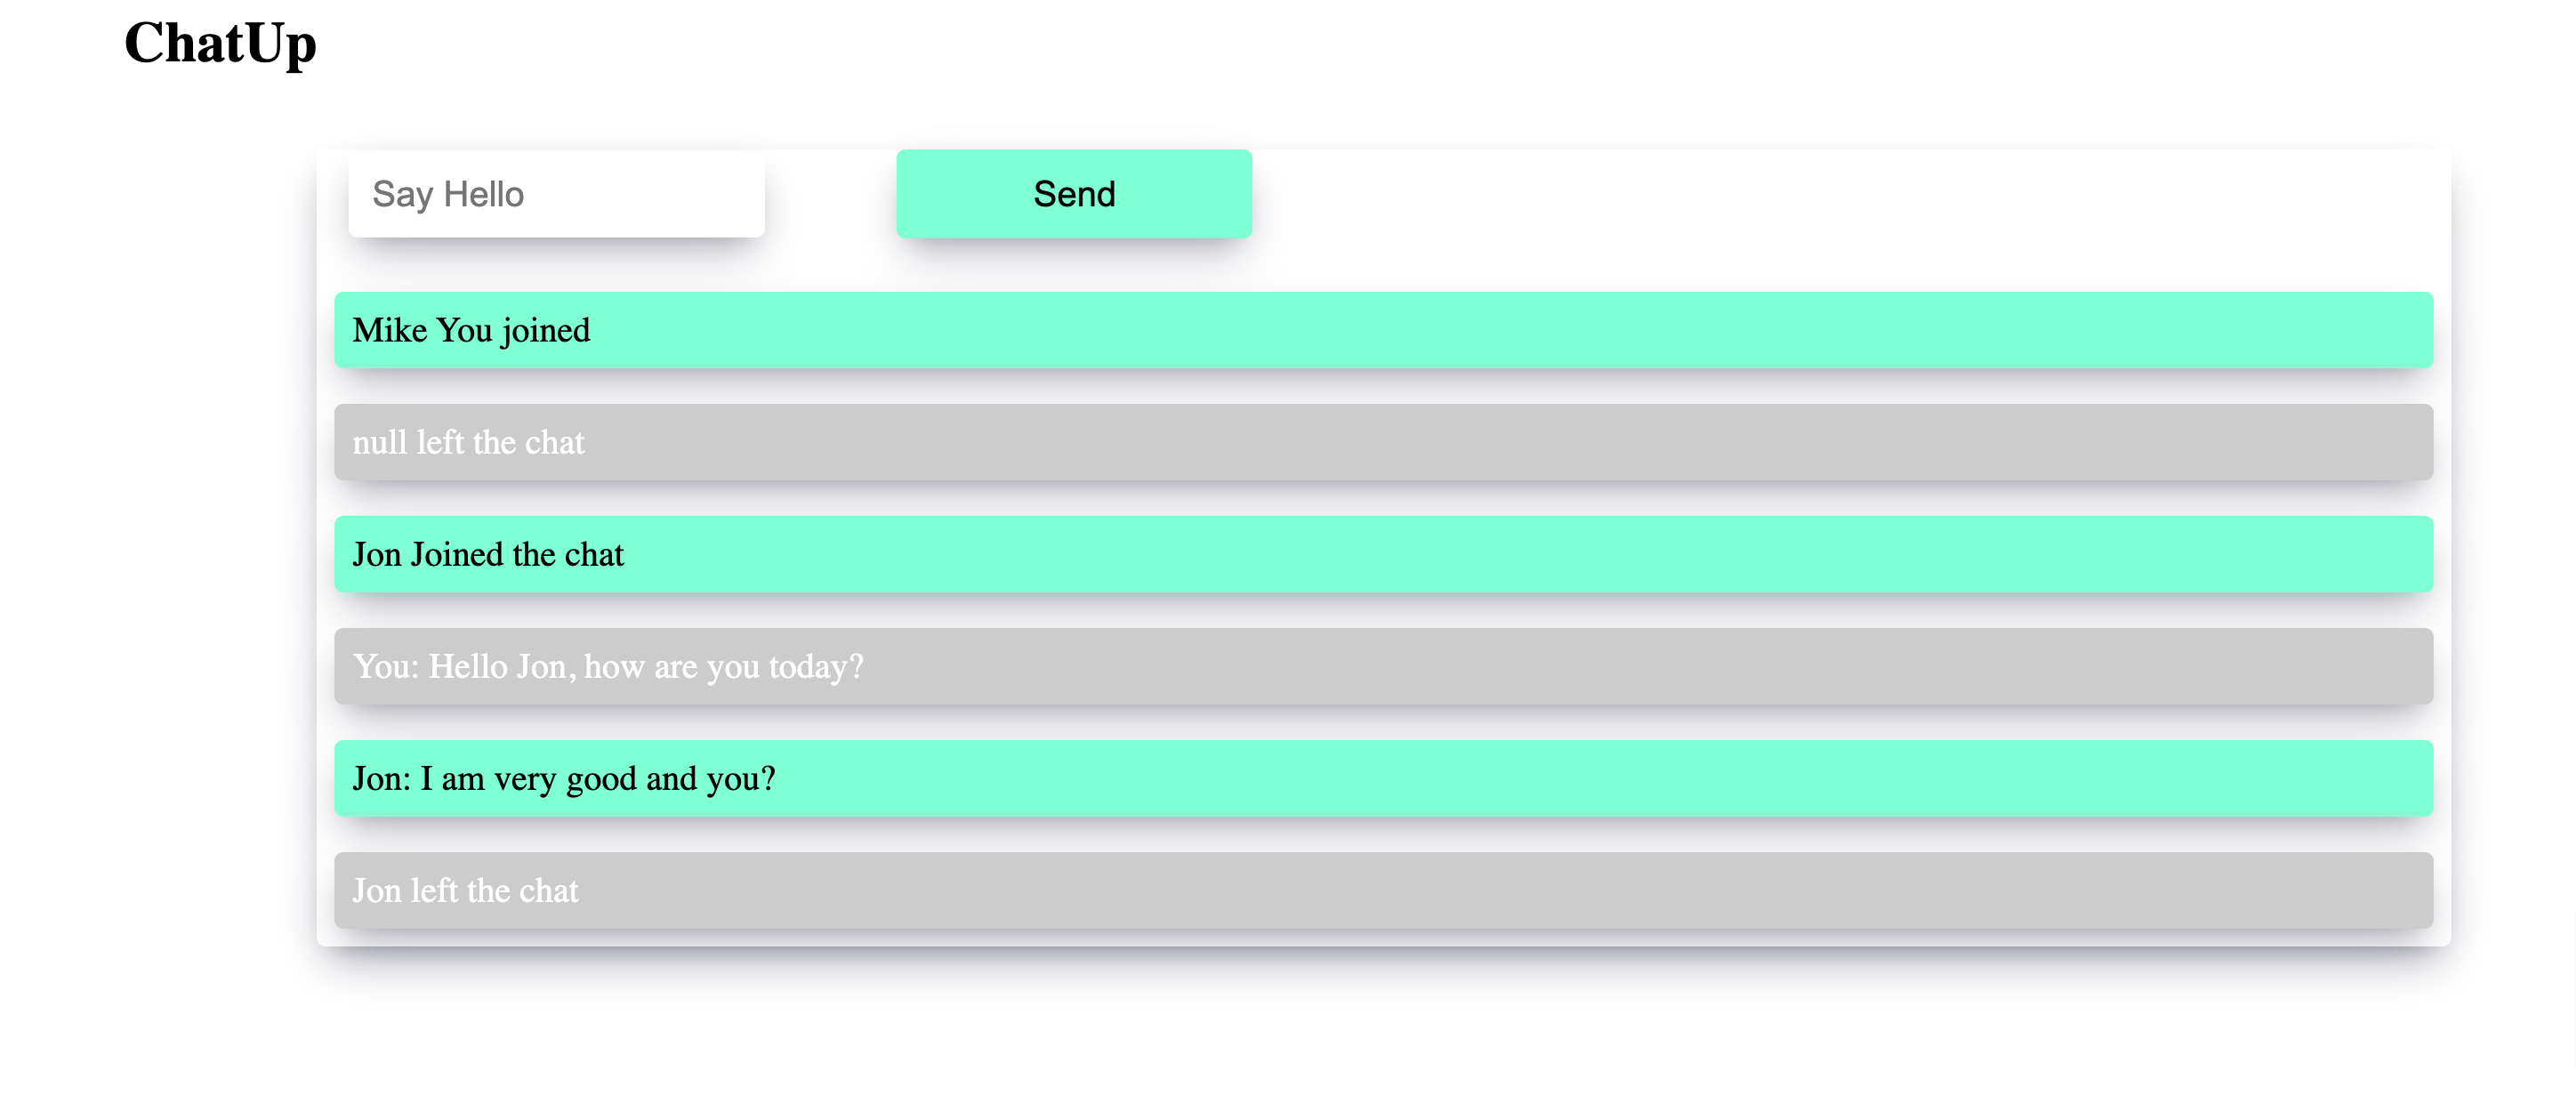 ChatUp
Say Hello
Send
Mike You joined
null left the chat
Jon Joined the chat
You: Hello Jon, how are you today?
Jon: I am very good and you?
Jon left the chat